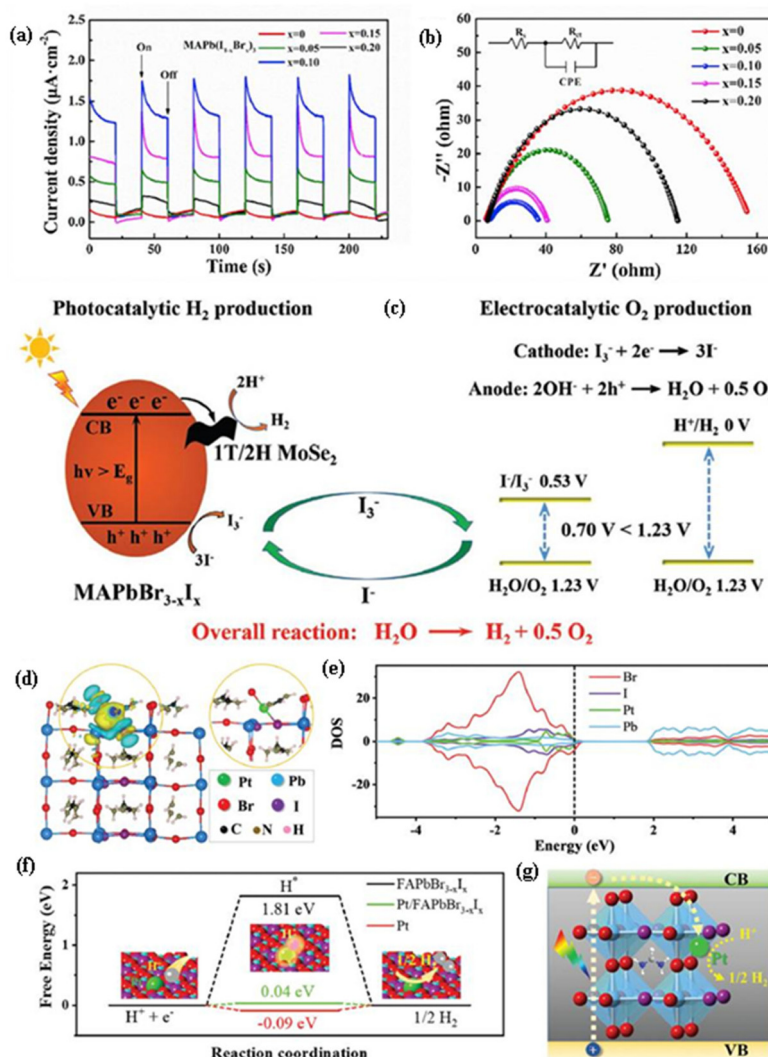 (a)
MAPb(I1-xBrx)3
x=0
x=0.05
x=0.10
x=0.15
x=0.20
On
Off
Current density (μA·cm-2)
2.0
1.5
1.0
0.5
0.0
0
50
100
150
200
Time (s)
(b)
Rs
Rct
CPE
x=0
x=0.05
x=0.10
x=0.15
x=0.20
-Z'' (ohm)
60
50
40
30
20
10
0
0
40
80
120
160
Z' (ohm)
Photocatalytic H2 production
(c)
Electrocatalytic O2 production
Cathode: I3- + 2e- → 3I-
Anode: 2OH- + 2h+ → H2O + 0.5 O
e- e- e-
CB
2H+
H2
1T/2H MoSe2
hν > Eg
VB
h+ h+ h+
I3-
3I-
MAPbBr3-xIx
I3-
I-
H+/H2 0 V
I-/I3- 0.53 V
0.70 V < 1.23 V
H2O/O2 1.23 V
H2O/O2 1.23 V
Overall reaction: H2O → H2 + 0.5 O2
(d)
Pt
Pb
Br
I
C
N
H
(e)
Br
I
Pt
Pb
DOS
20
0
-20
-4
-2
0
2
4
Energy (eV)
(f)
H*
FAPbBr3-xIx
Pt/FAPbBr3-xIx
Pt
1.81 eV
0.04 eV
-0.09 eV
Free Energy (eV)
2
1
0
H+ + e-
1/2 H2
Reaction coordination
(g)
CB
H+
Pt
1/2 H2
VB